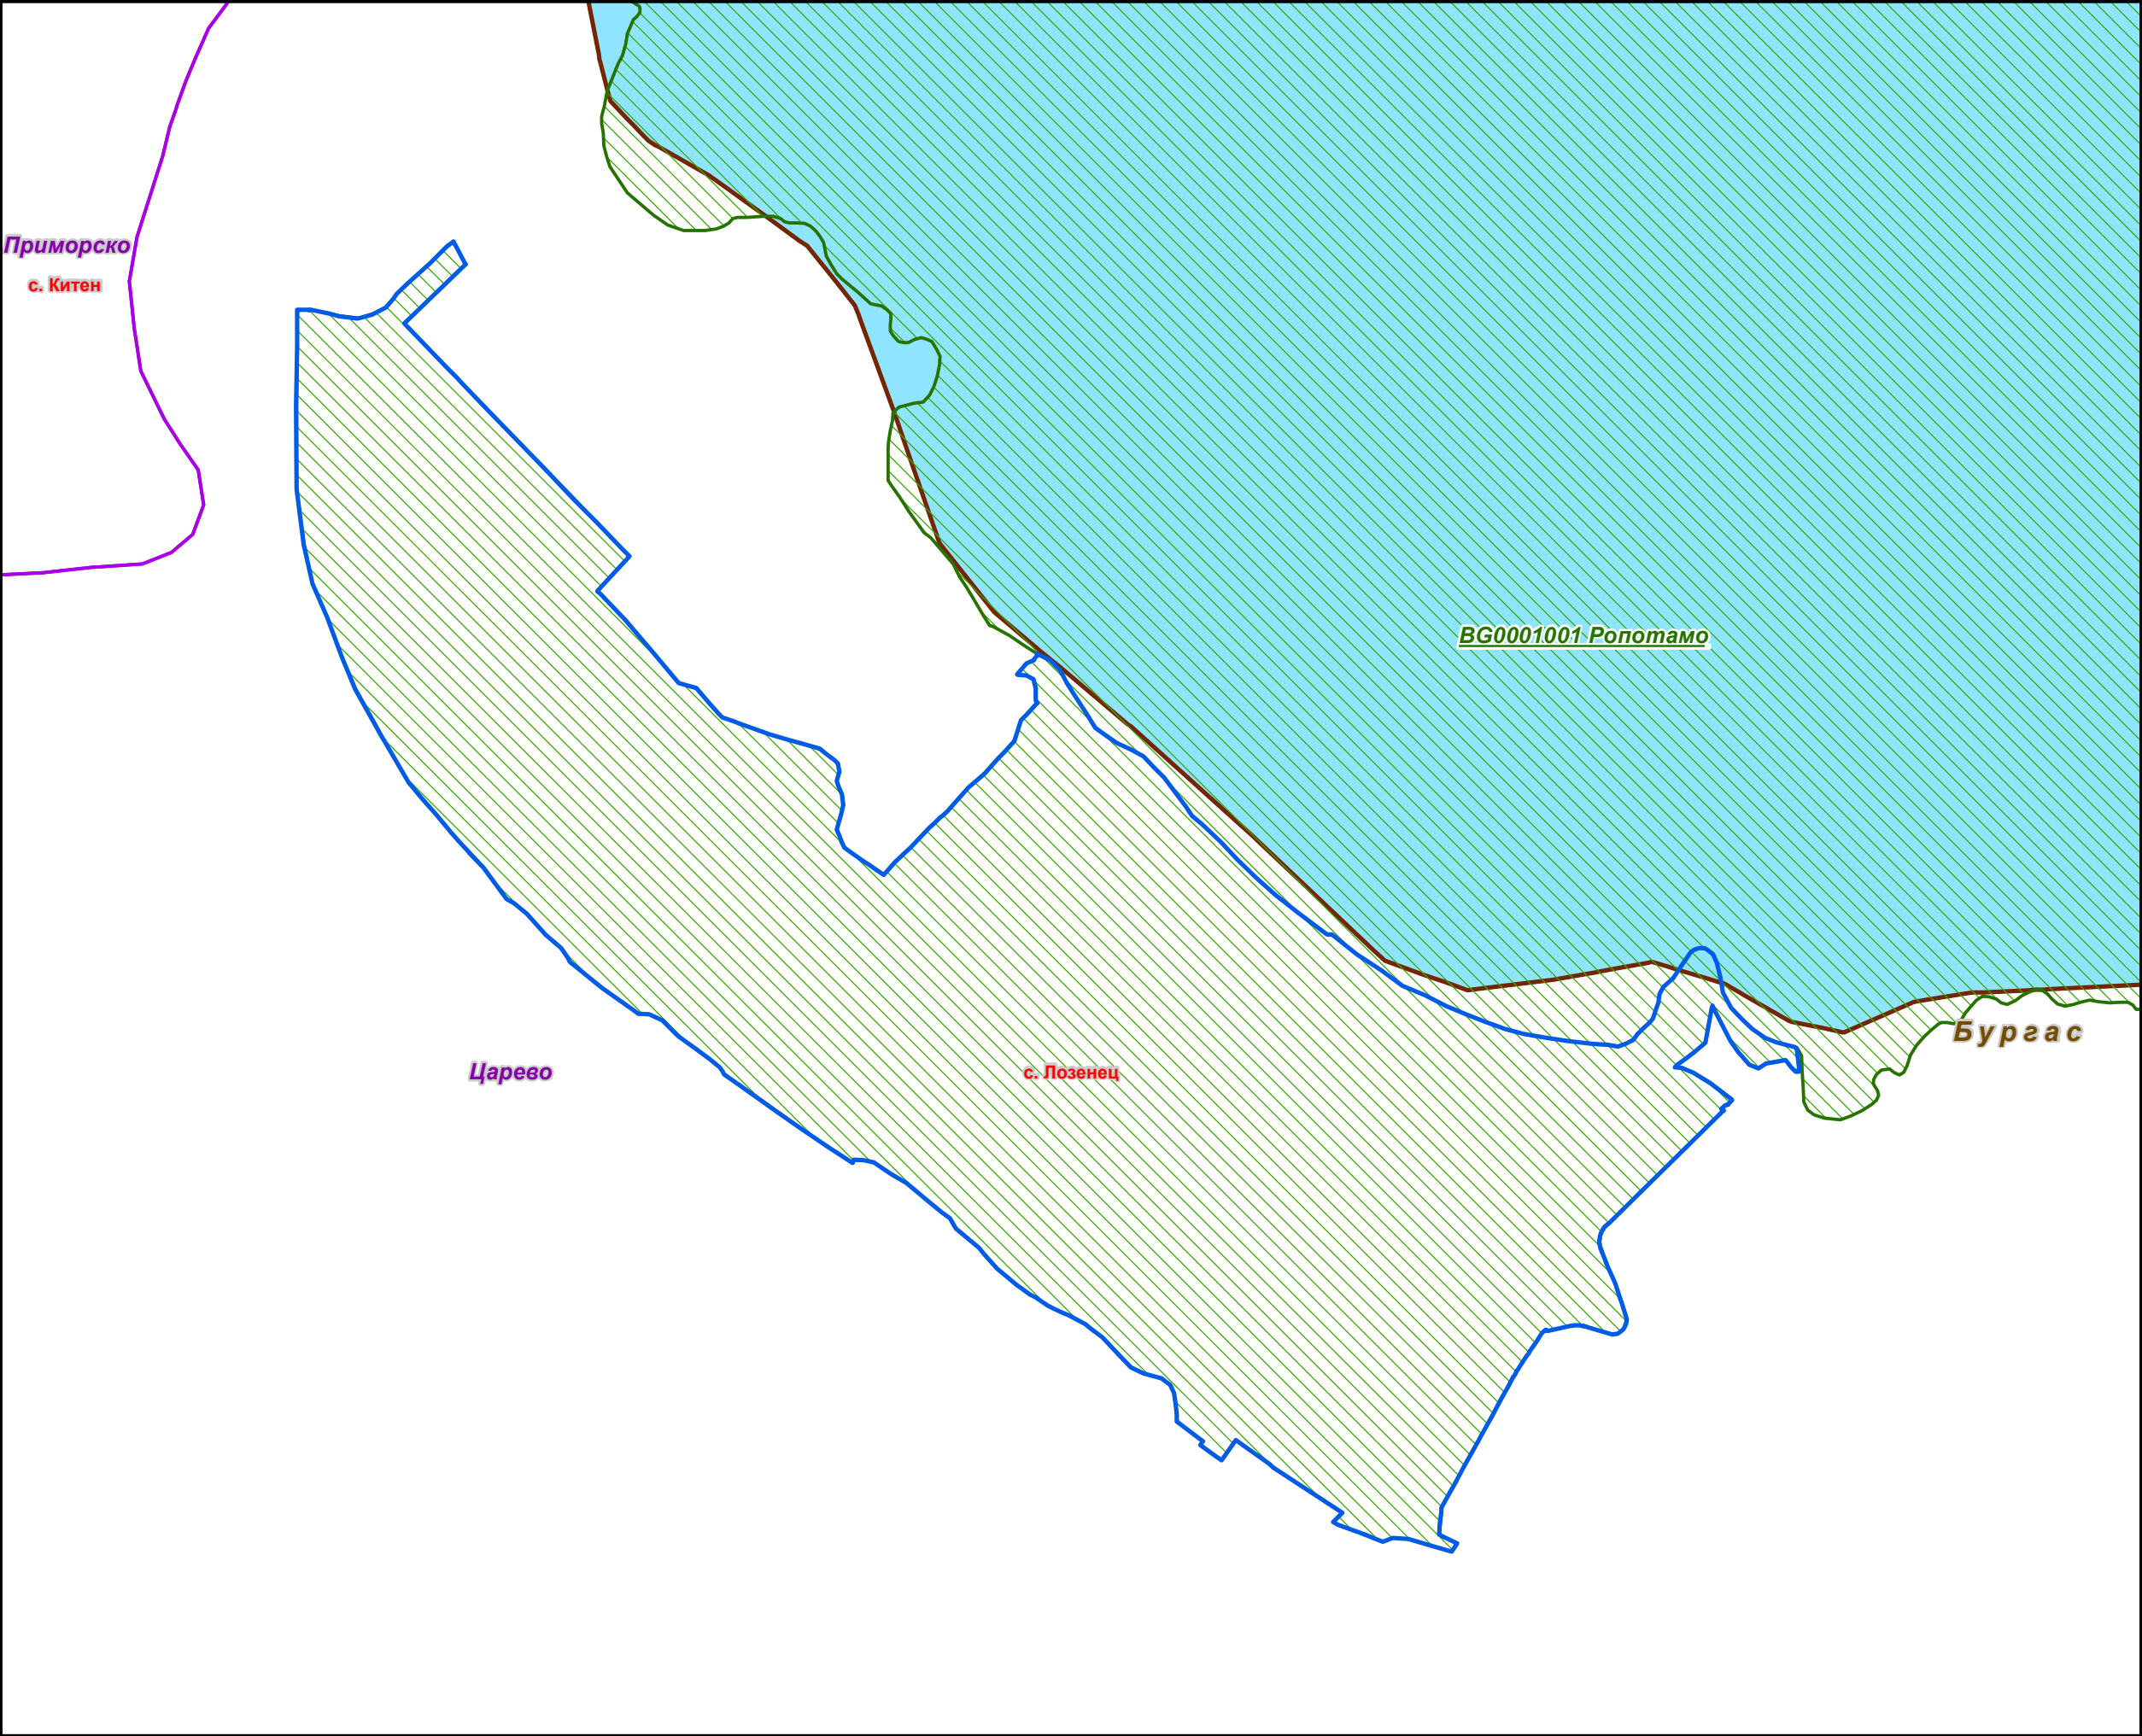 Приморско
с. Китен
BG0001001 Ропотамо
Бургас
Царево
с. Лозенец